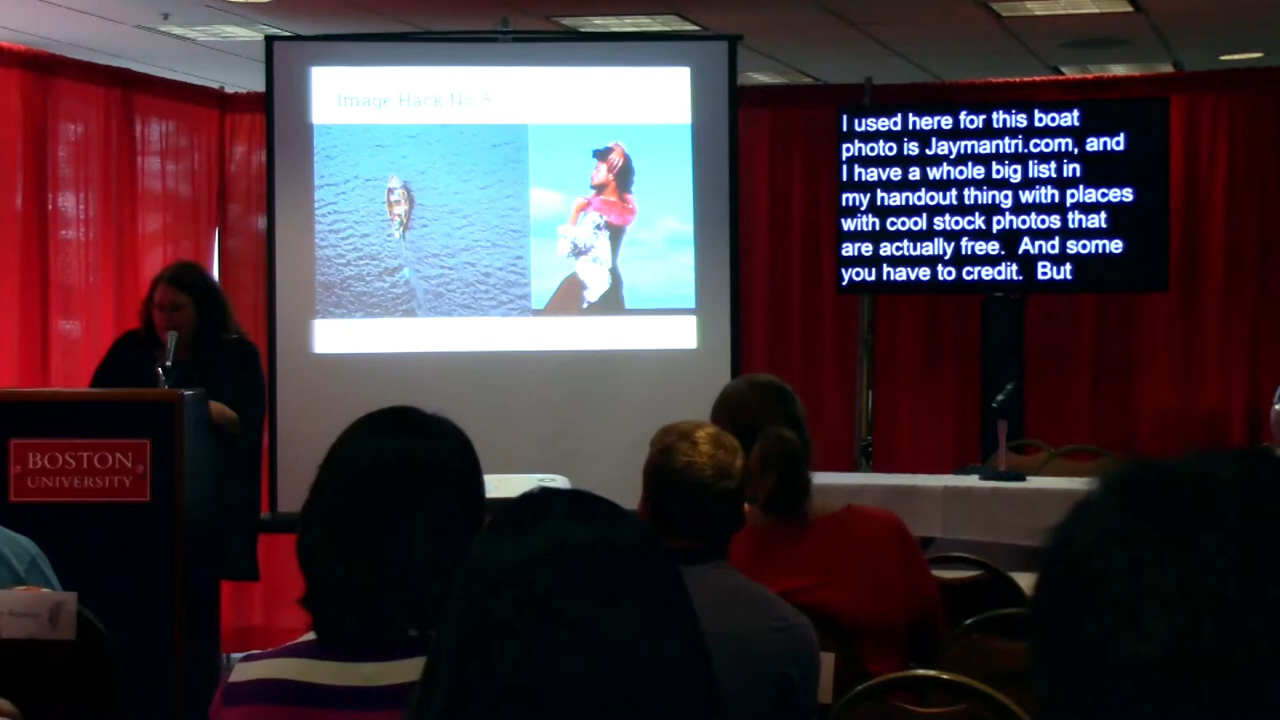 Image Hack No
I used here for this boat
photo is Jaymantri.com, and
I have a whole big list in
my handout thing with places
with cool stock photos that
are actually free. And some
you have to credit. But
BOSTON
UNIVERSITY